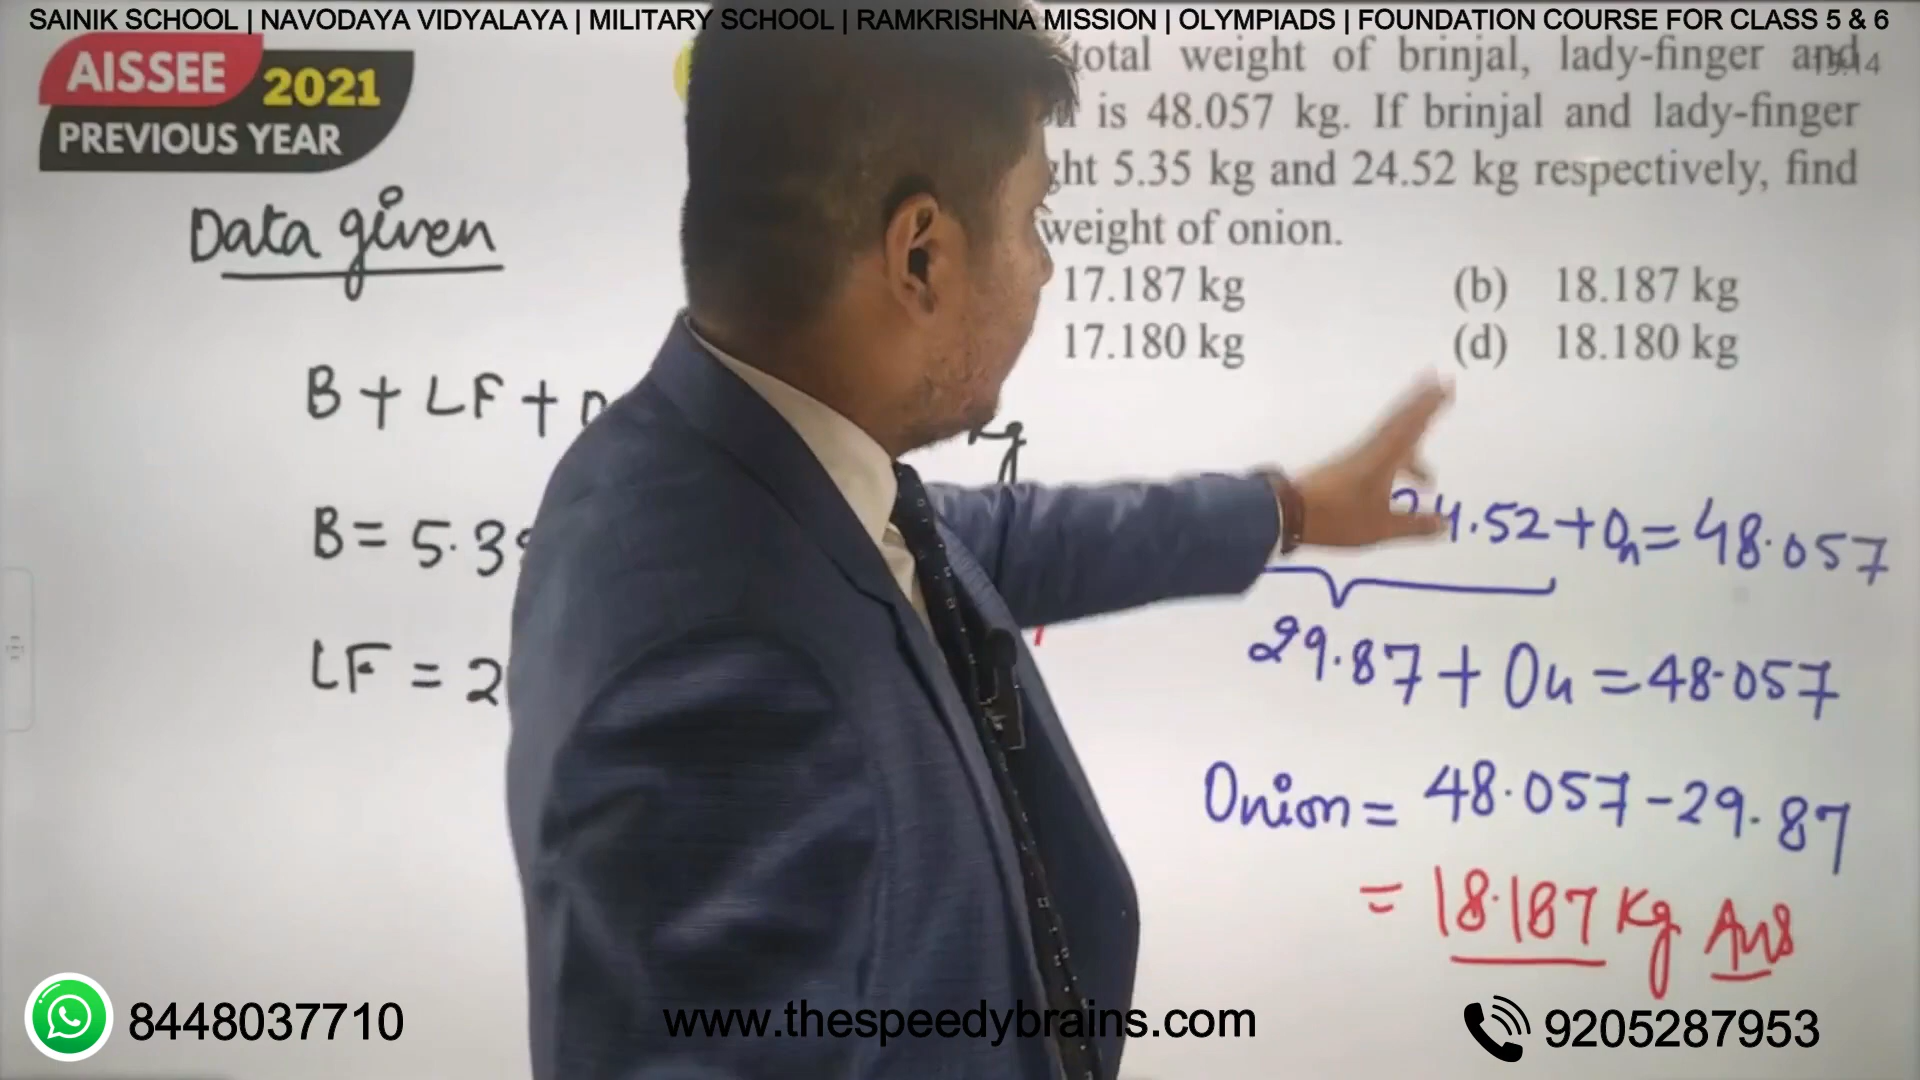 SAINIK SCHOOL | NAVODAYA VIDYALAYA | MILITARY SCHOOL | RAMKRISHNA MISSION | OLYMPIADS | FOUNDATION COURSE FOR CLASS 5 & 6
AISSEE 2021
PREVIOUS YEAR
total weight of brinjal, lady-finger and
is 48.057 kg. If brinjal and lady-finger
ght 5.35 kg and 24.52 kg respectively, find
weight of onion.
17.187 kg (b) 18.187 kg
17.180 kg (d) 18.180 kg
Data given
B + LF + kg
B = 5.3
LF = 2
24.52 + On = 48.057
29.87 + On = 48.057
Onion = 48.057 - 29.87
= 18.187 Kg Ans
8448037710
www.thespeedybrains.com
9205287953